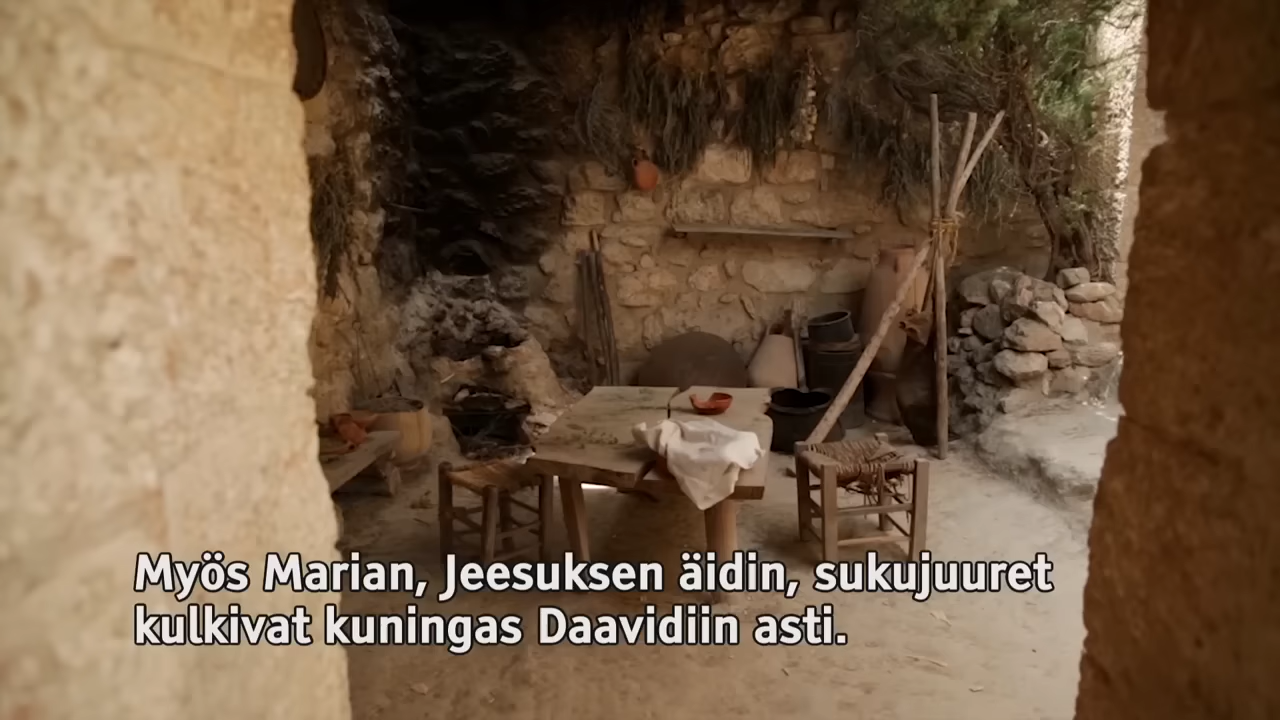 Myös Marian, Jeesuksen äidin, sukujuuret
kulkivat kuningas Daavidiin asti.